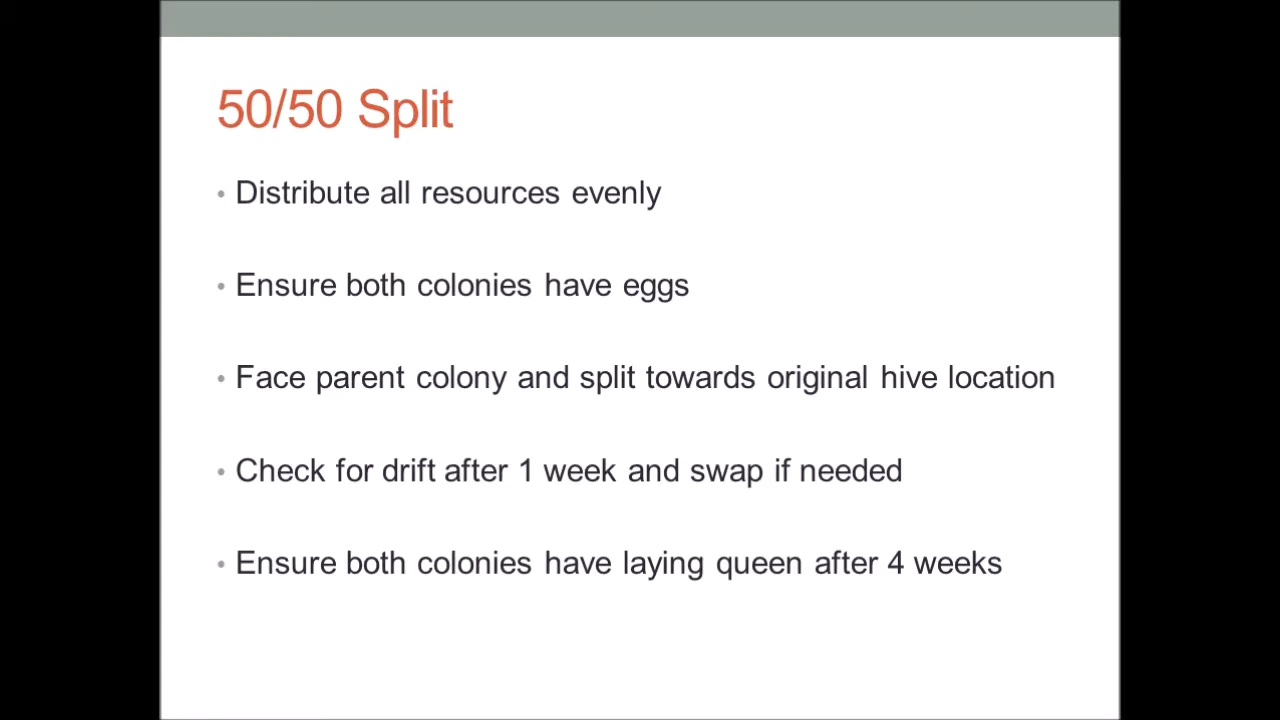 50/50 Split
• Distribute all resources evenly
• Ensure both colonies have eggs
• Face parent colony and split towards original hive location
• Check for drift after 1 week and swap if needed
• Ensure both colonies have laying queen after 4 weeks